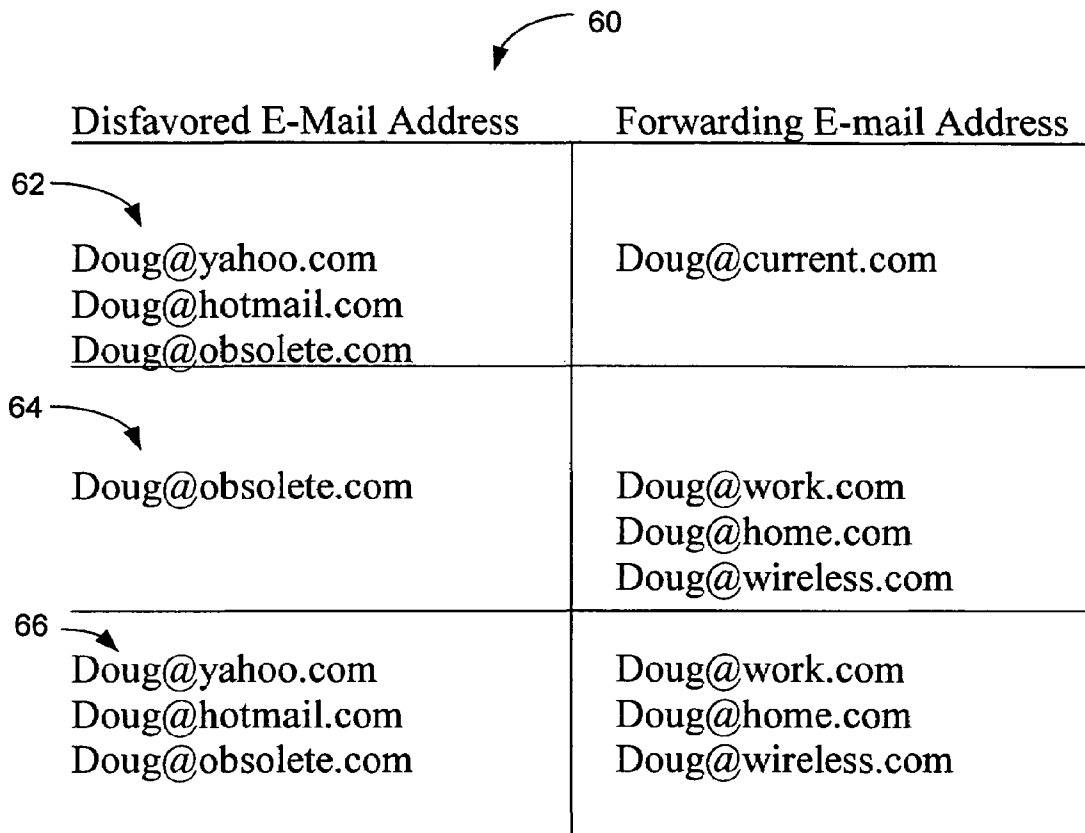 60
Disfavored E-Mail Address Forwarding E-mail Address
62
Doug@yahoo.com Doug@current.com
Doug@hotmail.com
Doug@obsolete.com
64
Doug@obsolete.com Doug@work.com
Doug@home.com
Doug@wireless.com
66
Doug@yahoo.com Doug@work.com
Doug@hotmail.com Doug@home.com
Doug@obsolete.com Doug@wireless.com